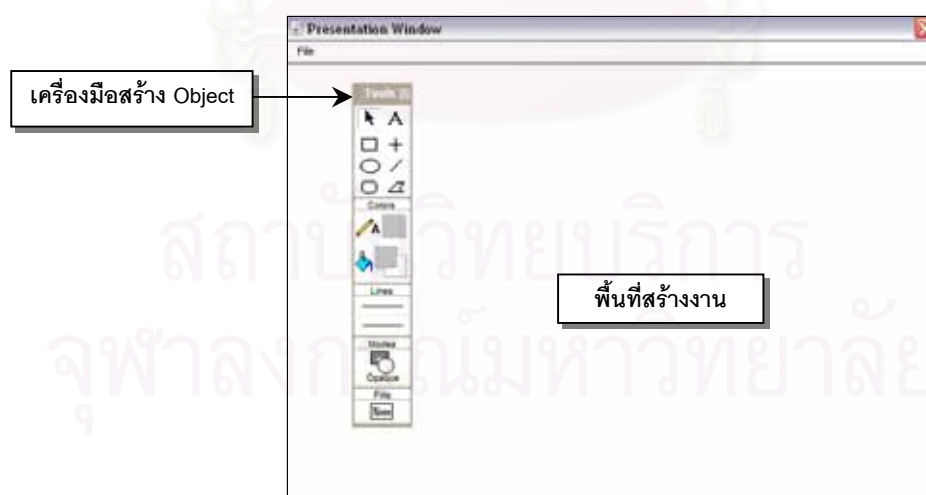 Presentation Window
File
เครื่องมือสร้าง Object
Tools
A
Colors
A
Lines
พื้นที่สร้างงาน
Modes
Opaque
Fills
None
สถาบันวิทยบริการ
จุฬาลงกรณ์มหาวิทยาลัย